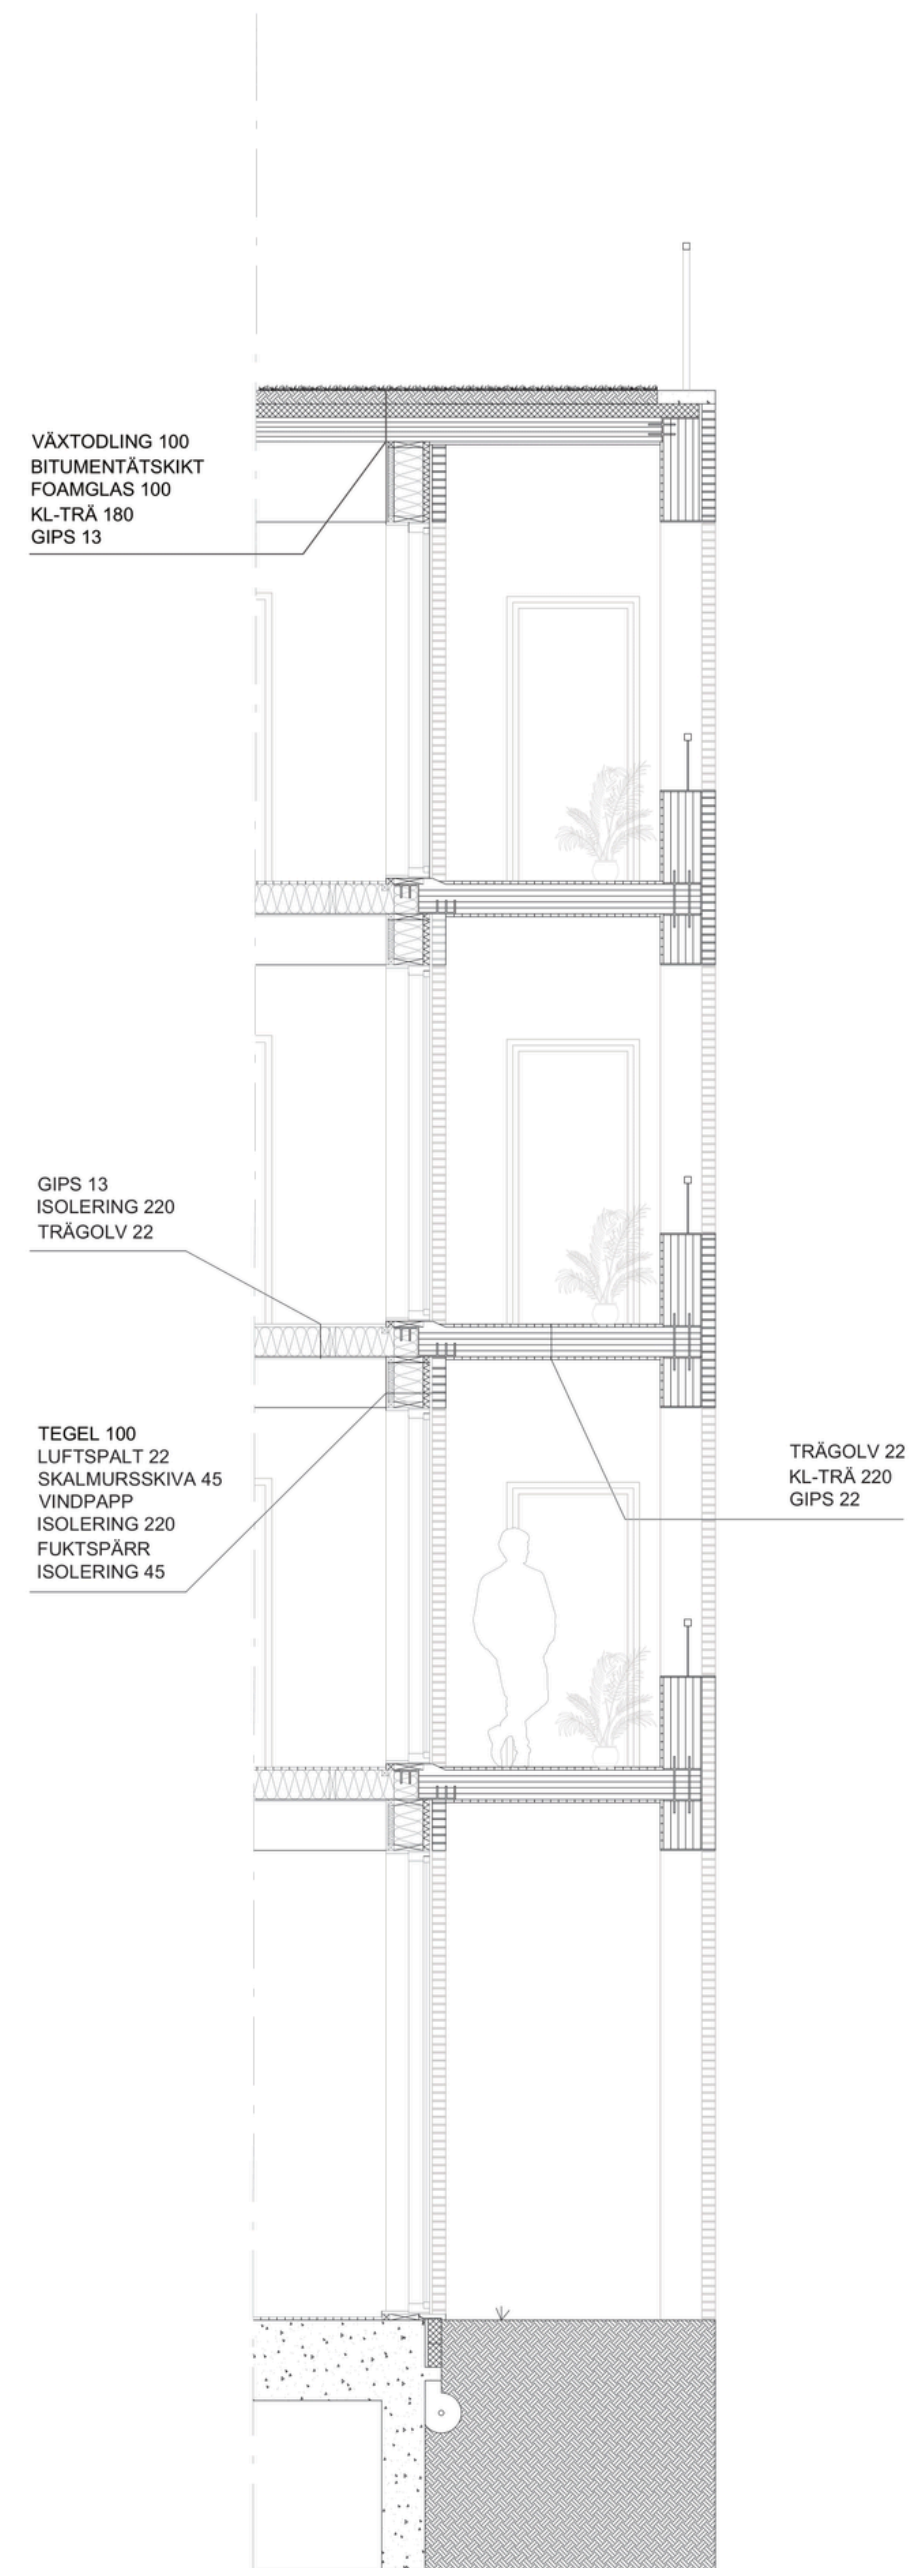 VÄXTODLING 100
BITUMENTÄTSKIKT
FOAMGLAS 100
KL-TRÄ 180
GIPS 13
GIPS 13
ISOLERING 220
TRÄGOLV 22
TEGEL 100
LUFTSPALT 22
SKALMURSSKIVA 45
VINDPAPP
ISOLERING 220
FUKTSPÄRR
ISOLERING 45
TRÄGOLV 22
KL-TRÄ 220
GIPS 22